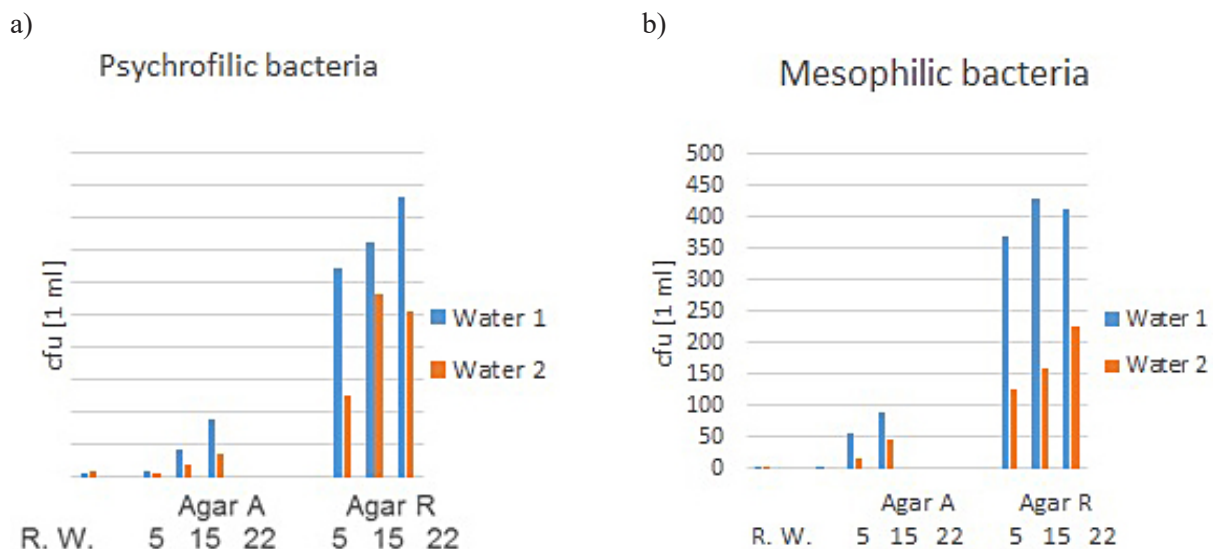 a)
Psychrofilic bacteria
cfu [1 ml]
Water 1
Water 2
Agar A Agar R
R. W. 5 15 22 5 15 22
b)
Mesophilic bacteria
500
450
400
350
300
250
200
150
100
50
0
cfu [1 ml]
Water 1
Water 2
Agar A Agar R
R. W. 5 15 22 5 15 22